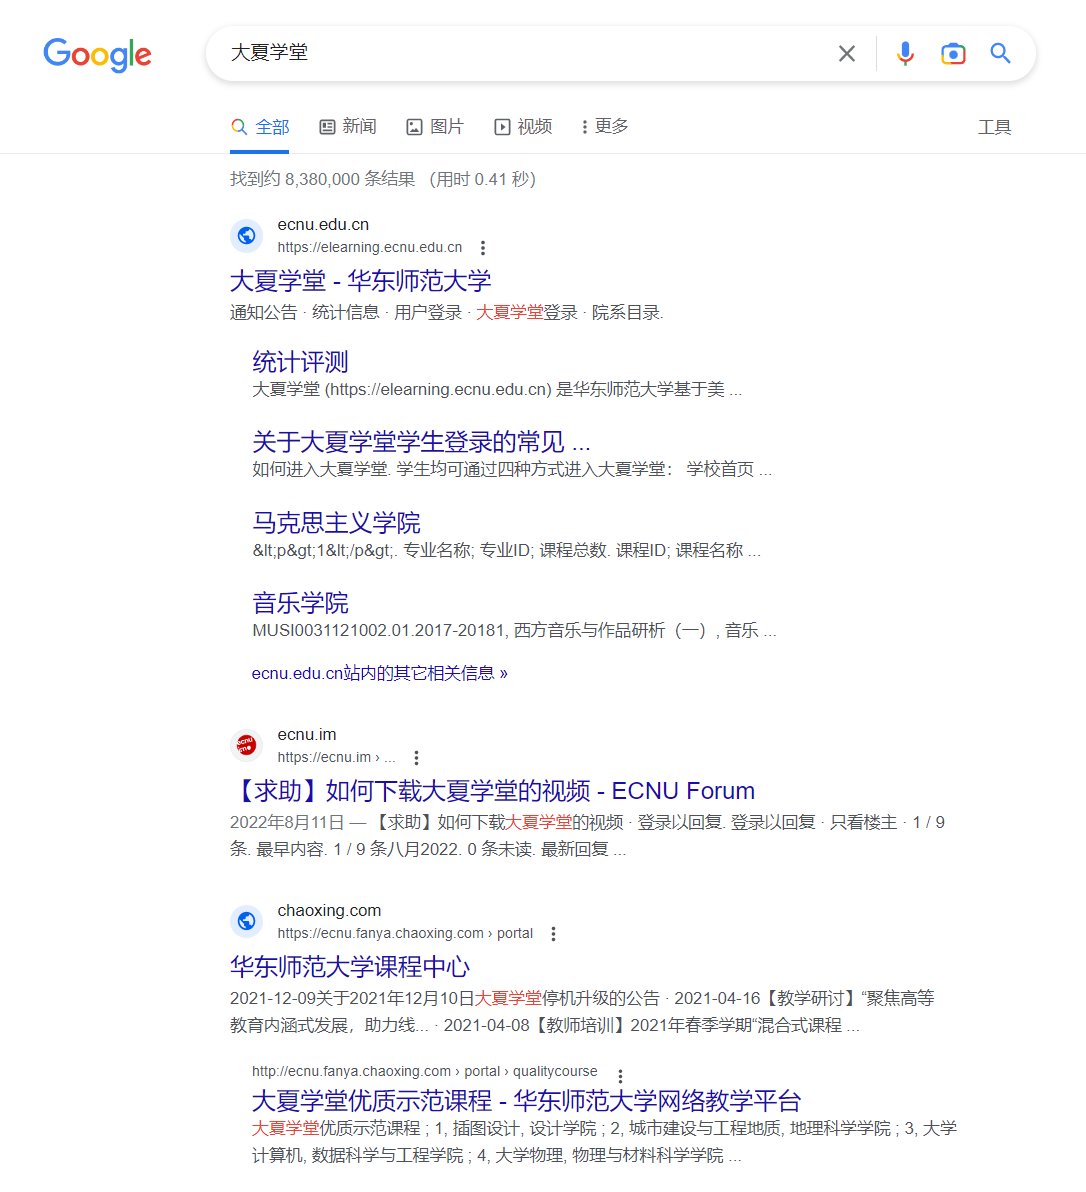 Google
大夏学堂
全部
新闻
图片
视频
更多
工具
找到约 8,380,000 条结果 （用时 0.41 秒）
ecnu.edu.cn
https://elearning.ecnu.edu.cn
大夏学堂 - 华东师范大学
通知公告 · 统计信息 · 用户登录 · 大夏学堂登录 · 院系目录.
统计评测
大夏学堂 (https://elearning.ecnu.edu.cn) 是华东师范大学基于美 ...
关于大夏学堂学生登录的常见 ...
如何进入大夏学堂. 学生均可通过四种方式进入大夏学堂： 学校首页 ...
马克思主义学院
&lt;p&gt;1&lt;/p&gt;. 专业名称; 专业ID; 课程总数. 课程ID; 课程名称 ...
音乐学院
MUSI0031121002.01.2017-20181, 西方音乐与作品研析（一）, 音乐 ...
ecnu.edu.cn站内的其它相关信息 »
ecnu.im
https://ecnu.im › ...
【求助】如何下载大夏学堂的视频 - ECNU Forum
2022年8月11日 — 【求助】如何下载大夏学堂的视频 · 登录以回复. 登录以回复 · 只看楼主 · 1 / 9
条. 最早内容. 1 / 9 条八月2022. 0 条未读. 最新回复 ...
chaoxing.com
https://ecnu.fanya.chaoxing.com › portal
华东师范大学课程中心
2021-12-09关于2021年12月10日大夏学堂停机升级的公告 · 2021-04-16【教学研讨】“聚焦高等
教育内涵式发展，助力线... · 2021-04-08【教师培训】2021年春季学期“混合式课程 ...
http://ecnu.fanya.chaoxing.com › portal › qualitycourse
大夏学堂优质示范课程 - 华东师范大学网络教学平台
大夏学堂优质示范课程 ; 1, 插图设计, 设计学院 ; 2, 城市建设与工程地质, 地理科学学院 ; 3, 大学
计算机, 数据科学与工程学院 ; 4, 大学物理, 物理与材料科学学院 ...